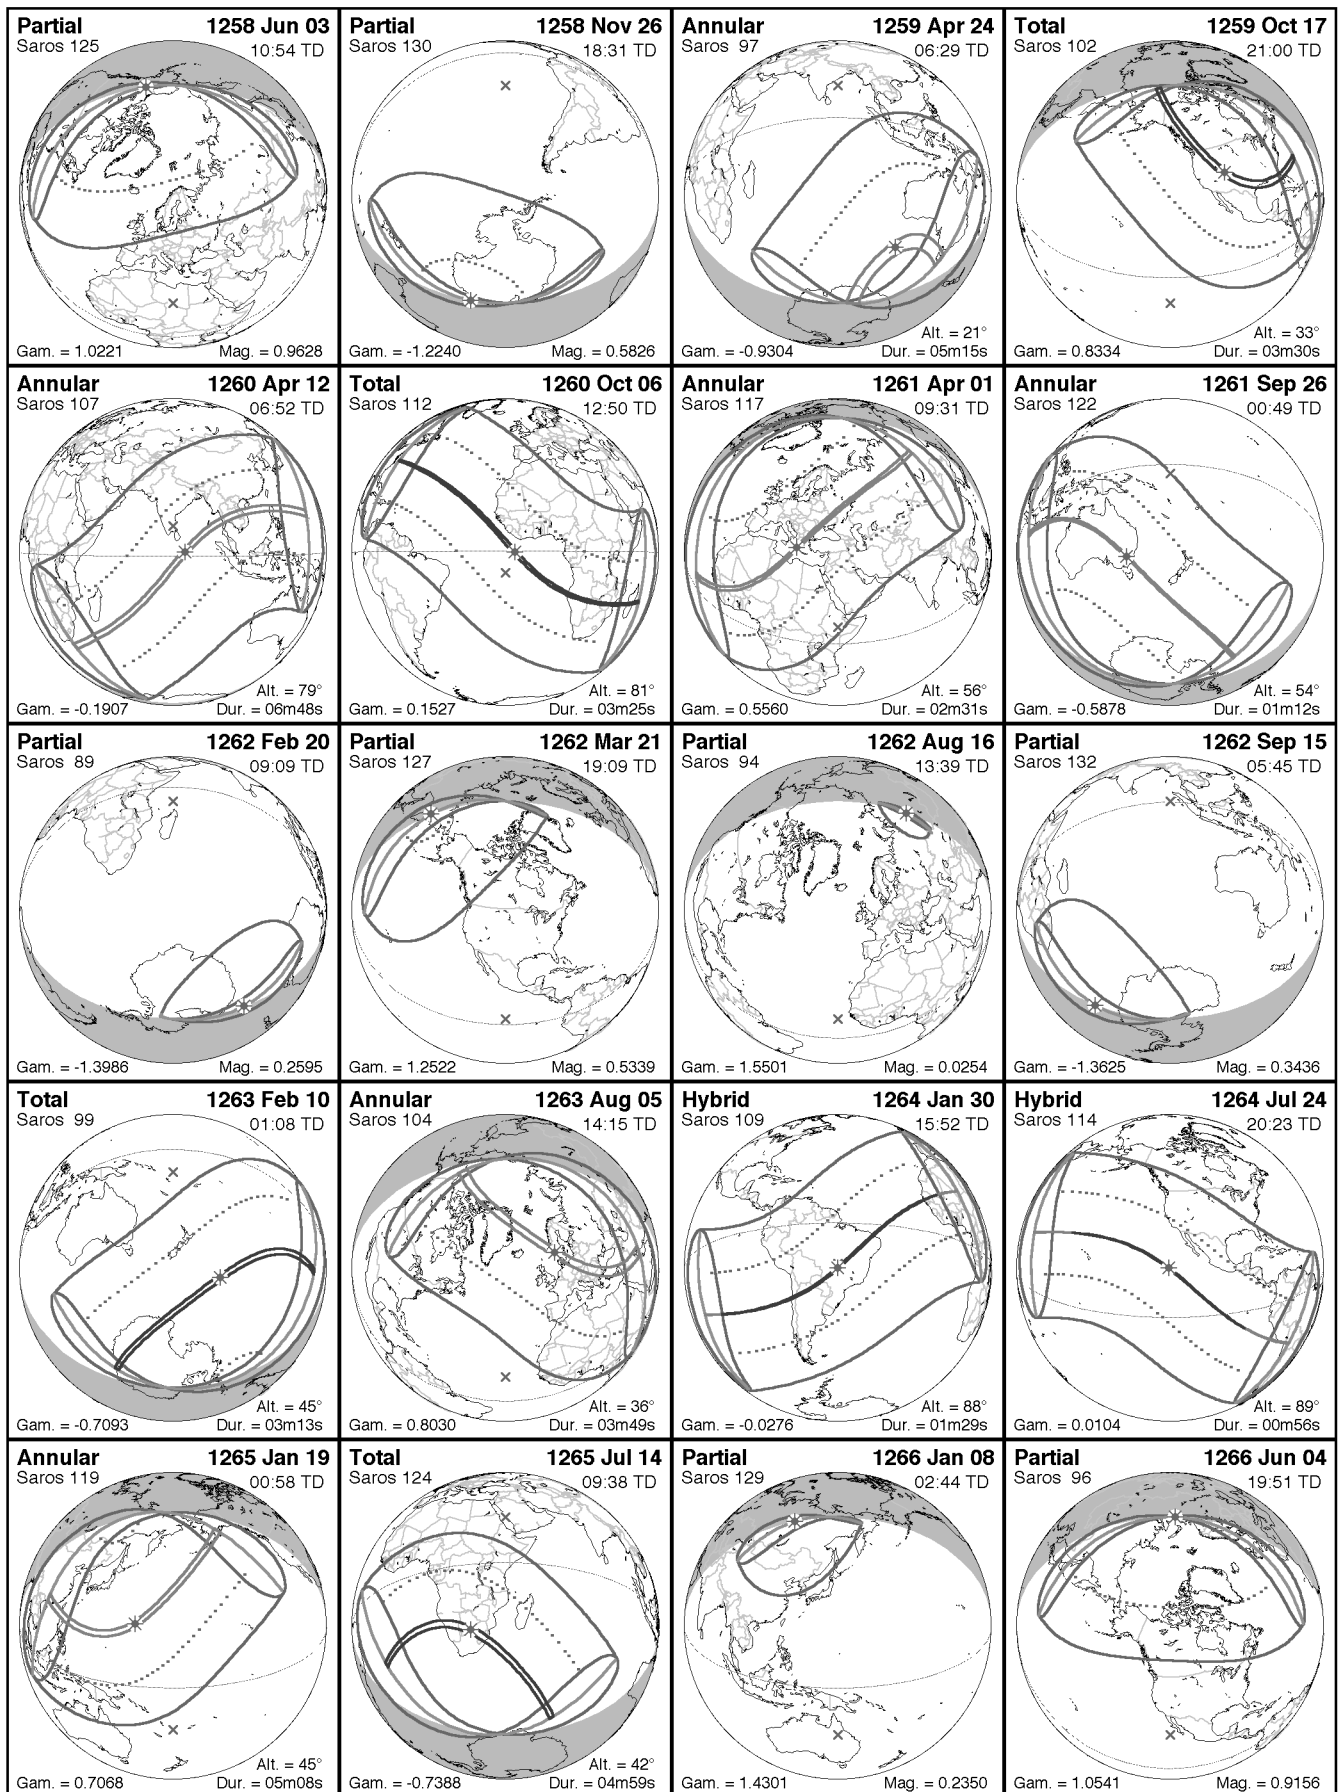 Partial 1258 Jun 03
Saros 125 10:54 TD
Gam. = 1.0221 Mag. = 0.9628
Partial 1258 Nov 26
Saros 130 18:31 TD
Gam. = -1.2240 Mag. = 0.5826
Annular 1259 Apr 24
Saros 97 06:29 TD
Alt. = 21°
Gam. = -0.9304 Dur. = 05m15s
Total 1259 Oct 17
Saros 102 21:00 TD
Alt. = 33°
Gam. = 0.8334 Dur. = 03m30s
Annular 1260 Apr 12
Saros 107 06:52 TD
Alt. = 79°
Gam. = -0.1907 Dur. = 06m48s
Total 1260 Oct 06
Saros 112 12:50 TD
Alt. = 81°
Gam. = 0.1527 Dur. = 03m25s
Annular 1261 Apr 01
Saros 117 09:31 TD
Alt. = 56°
Gam. = 0.5560 Dur. = 02m31s
Annular 1261 Sep 26
Saros 122 00:49 TD
Alt. = 54°
Gam. = -0.5878 Dur. = 01m12s
Partial 1262 Feb 20
Saros 89 09:09 TD
Gam. = -1.3986 Mag. = 0.2595
Partial 1262 Mar 21
Saros 127 19:09 TD
Gam. = 1.2522 Mag. = 0.5339
Partial 1262 Aug 16
Saros 94 13:39 TD
Gam. = 1.5501 Mag. = 0.0254
Partial 1262 Sep 15
Saros 132 05:45 TD
Gam. = -1.3625 Mag. = 0.3436
Total 1263 Feb 10
Saros 99 01:08 TD
Alt. = 45°
Gam. = -0.7093 Dur. = 03m13s
Annular 1263 Aug 05
Saros 104 14:15 TD
Alt. = 36°
Gam. = 0.8030 Dur. = 03m49s
Hybrid 1264 Jan 30
Saros 109 15:52 TD
Alt. = 88°
Gam. = -0.0276 Dur. = 01m29s
Hybrid 1264 Jul 24
Saros 114 20:23 TD
Alt. = 89°
Gam. = 0.0104 Dur. = 00m56s
Annular 1265 Jan 19
Saros 119 00:58 TD
Alt. = 45°
Gam. = 0.7068 Dur. = 05m08s
Total 1265 Jul 14
Saros 124 09:38 TD
Alt. = 42°
Gam. = -0.7388 Dur. = 04m59s
Partial 1266 Jan 08
Saros 129 02:44 TD
Gam. = 1.4301 Mag. = 0.2350
Partial 1266 Jun 04
Saros 96 19:51 TD
Gam. = 1.0541 Mag. = 0.9156